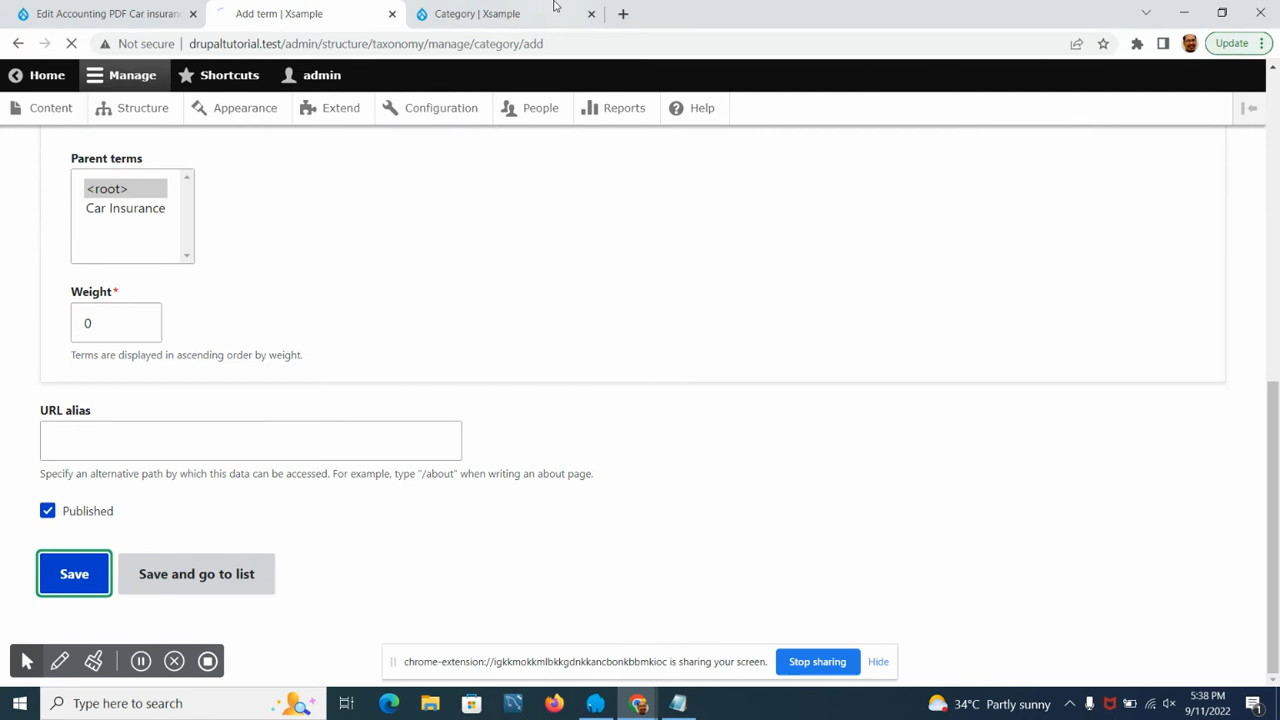 Edit Accounting PDF Car insuranc
Add term | Xsample
Category | Xsample
Not secure
drupaltutorial.test/admin/structure/taxonomy/manage/category/add
Update
Home
Manage
Shortcuts
admin
Content
Structure
Appearance
Extend
Configuration
People
Reports
Help
Parent terms
<root>
Car Insurance
Weight*
0
Terms are displayed in ascending order by weight.
URL alias
Specify an alternative path by which this data can be accessed. For example, type "/about" when writing an about page.
Published
Save
Save and go to list
chrome-extension://igkkmokkmlbkkgdnkkancbonkbbmkioc is sharing your screen.
Stop sharing
Hide
Type here to search
34°C Partly sunny
5:38 PM
9/11/2022
1